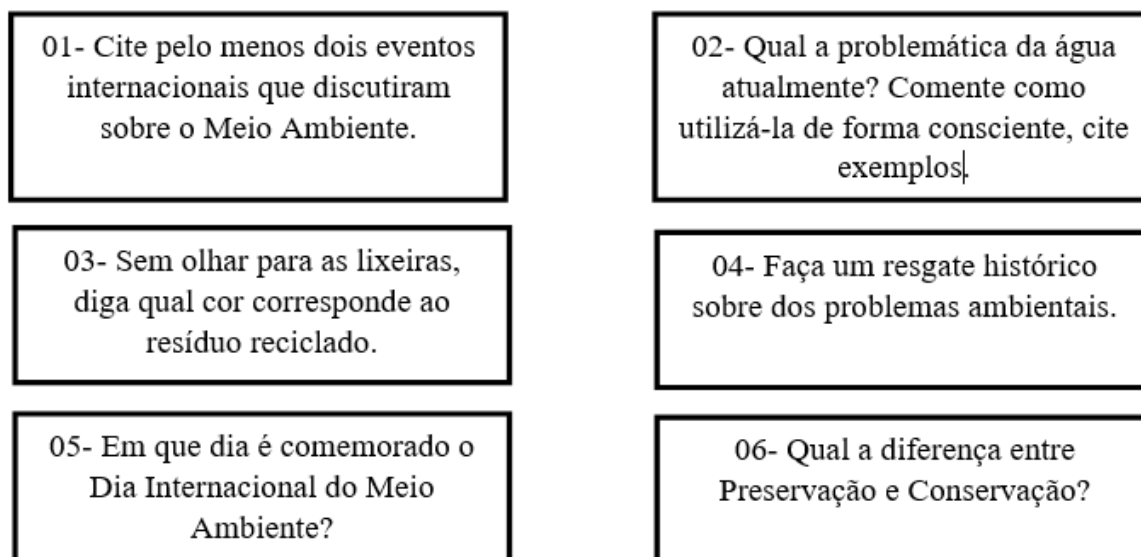 01- Cite pelo menos dois eventos
internacionais que discutiram
sobre o Meio Ambiente.
02- Qual a problemática da água
atualmente? Comente como
utilizá-la de forma consciente, cite
exemplos.
03- Sem olhar para as lixeiras,
diga qual cor corresponde ao
resíduo reciclado.
04- Faça um resgate histórico
sobre dos problemas ambientais.
05- Em que dia é comemorado o
Dia Internacional do Meio
Ambiente?
06- Qual a diferença entre
Preservação e Conservação?